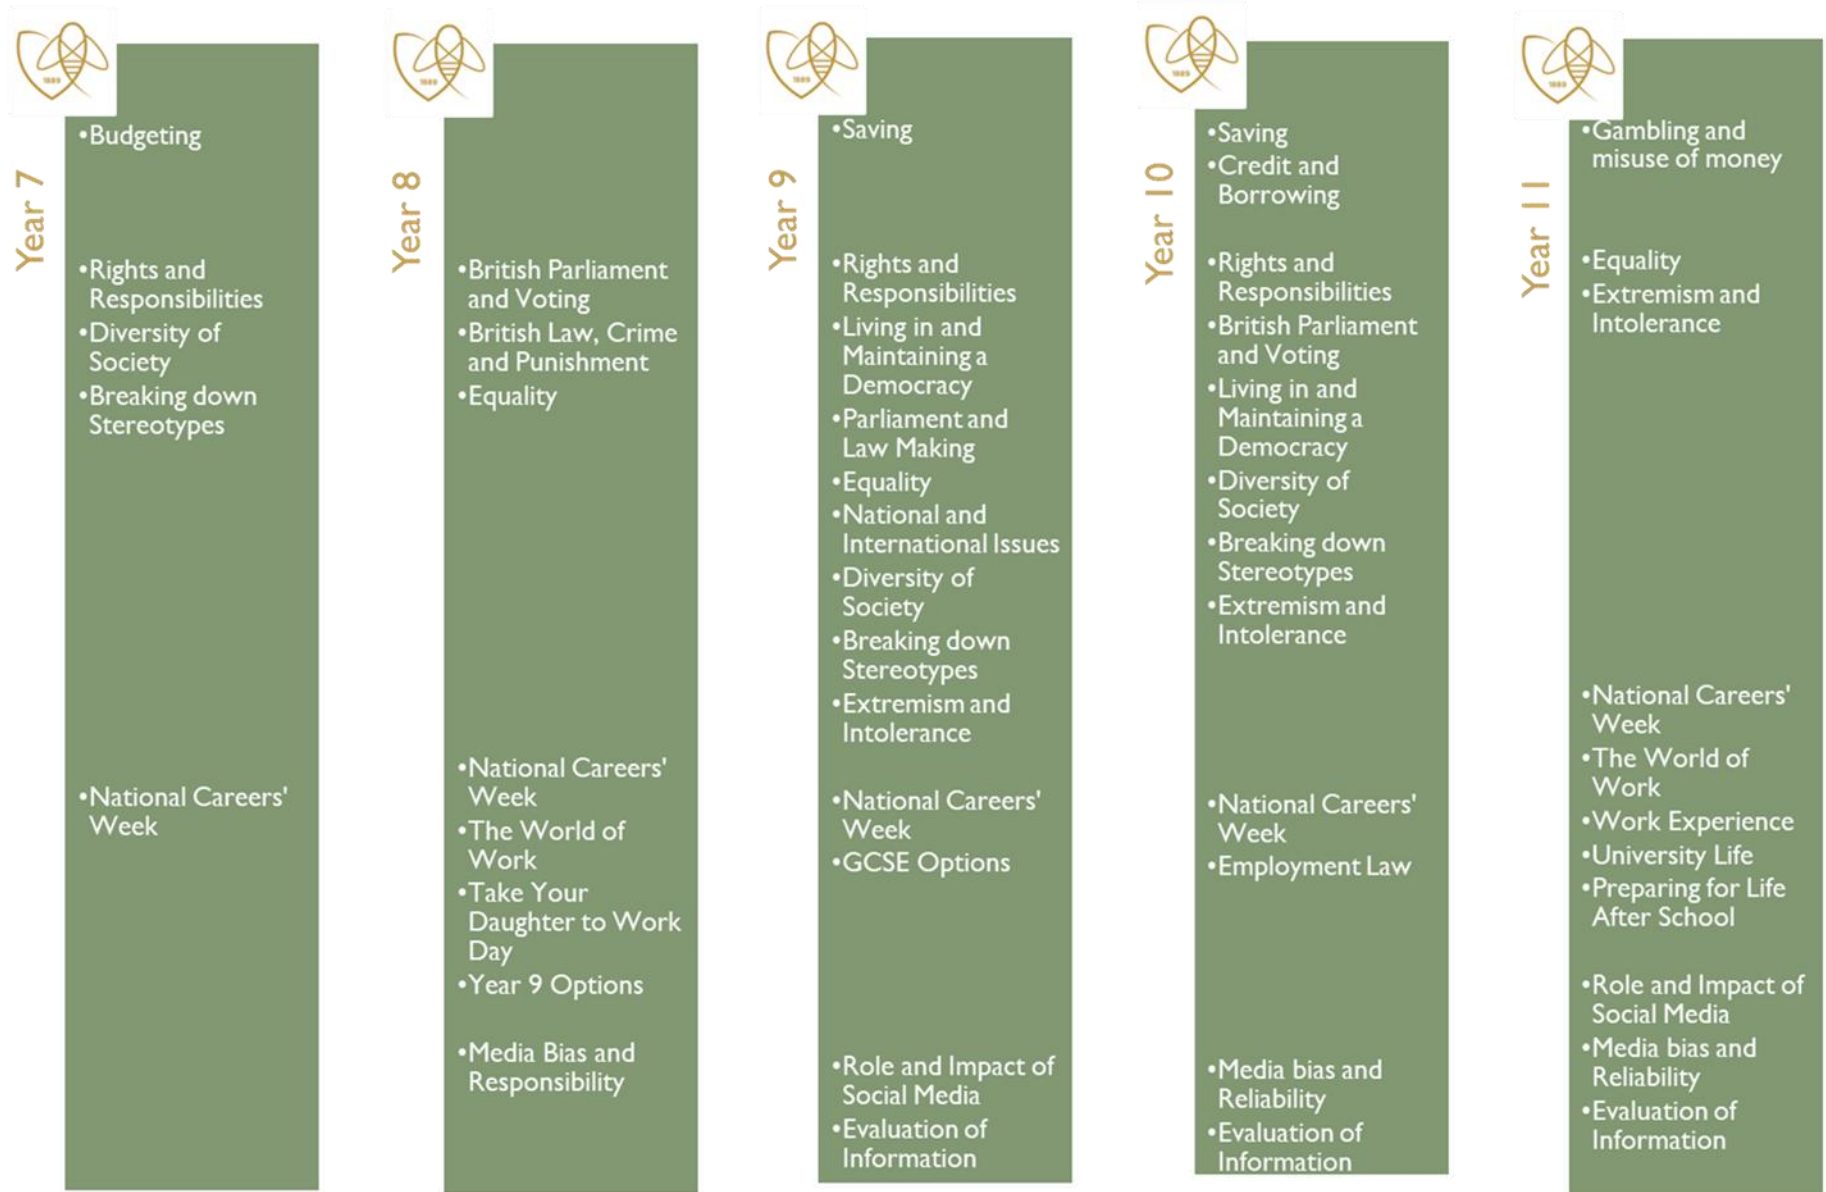 1889
Year 7
•Budgeting
•Rights and
Responsibilities
•Diversity of
Society
•Breaking down
Stereotypes
•National Careers'
Week
1889
Year 8
•British Parliament
and Voting
•British Law, Crime
and Punishment
•Equality
•National Careers'
Week
•The World of
Work
•Take Your
Daughter to Work
Day
•Year 9 Options
•Media Bias and
Responsibility
1889
Year 9
•Saving
•Rights and
Responsibilities
•Living in and
Maintaining a
Democracy
•Parliament and
Law Making
•Equality
•National and
International Issues
•Diversity of
Society
•Breaking down
Stereotypes
•Extremism and
Intolerance
•National Careers'
Week
•GCSE Options
•Role and Impact of
Social Media
•Evaluation of
Information
1889
Year 10
•Saving
•Credit and
Borrowing
•Rights and
Responsibilities
•British Parliament
and Voting
•Living in and
Maintaining a
Democracy
•Diversity of
Society
•Breaking down
Stereotypes
•Extremism and
Intolerance
•National Careers'
Week
•Employment Law
•Media bias and
Reliability
•Evaluation of
Information
1889
Year 11
•Gambling and
misuse of money
•Equality
•Extremism and
Intolerance
•National Careers'
Week
•The World of
Work
•Work Experience
•University Life
•Preparing for Life
After School
•Role and Impact of
Social Media
•Media bias and
Reliability
•Evaluation of
Information